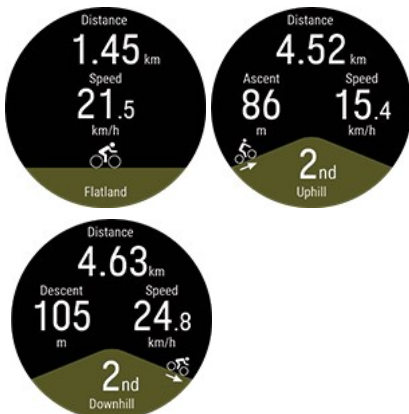 Distance
1.45 km
Speed
21.5
km/h
Flatland
Distance
4.52 km
Ascent Speed
86 15.4
m km/h
2nd
Uphill
Distance
4.63 km
Descent Speed
105 24.8
m km/h
2nd
Downhill